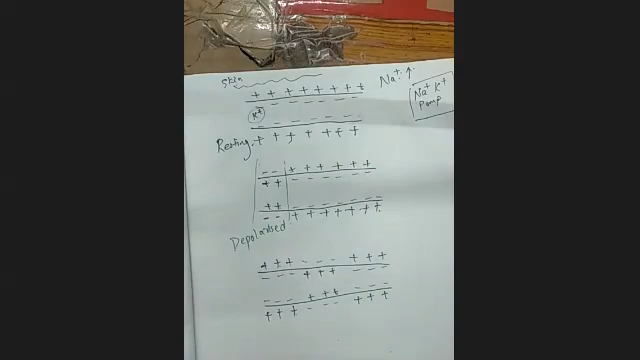 Skin
Na+: ↑
+ + + + + + + +
- - - - - - - -
Na+ K+
Pump
K+
- - - - - - -
+ + + + + + +
Resting
- - + + + + + + +
+ + - - - - - - -
+ + - - - - - - -
- - + + + + + + +
Depolarised
+ + + - - - + + +
- - - + + + - - -
- - - + + + - - -
+ + + - - - + + +